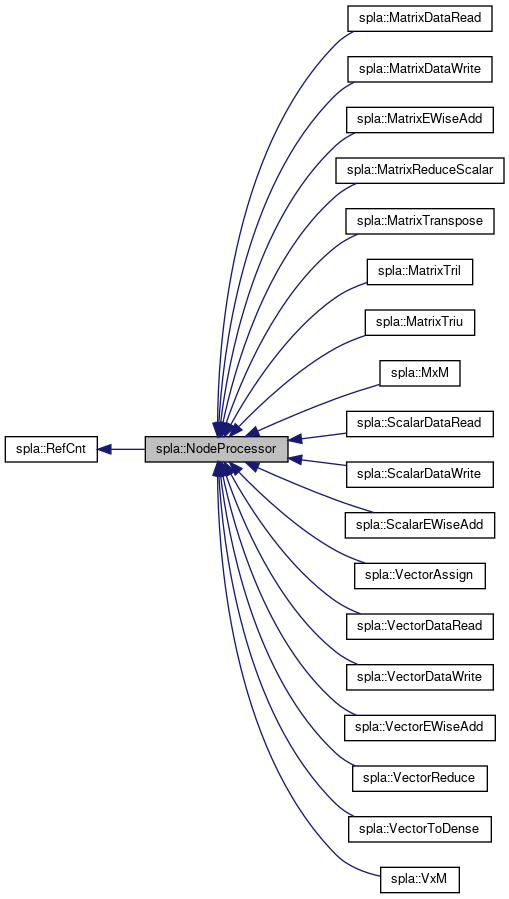 spla::MatrixDataRead
spla::MatrixDataWrite
spla::MatrixEWiseAdd
spla::MatrixReduceScalar
spla::MatrixTranspose
spla::MatrixTril
spla::MatrixTriu
spla::MxM
spla::ScalarDataRead
spla::RefCnt
spla::NodeProcessor
spla::ScalarDataWrite
spla::ScalarEWiseAdd
spla::VectorAssign
spla::VectorDataRead
spla::VectorDataWrite
spla::VectorEWiseAdd
spla::VectorReduce
spla::VectorToDense
spla::VxM